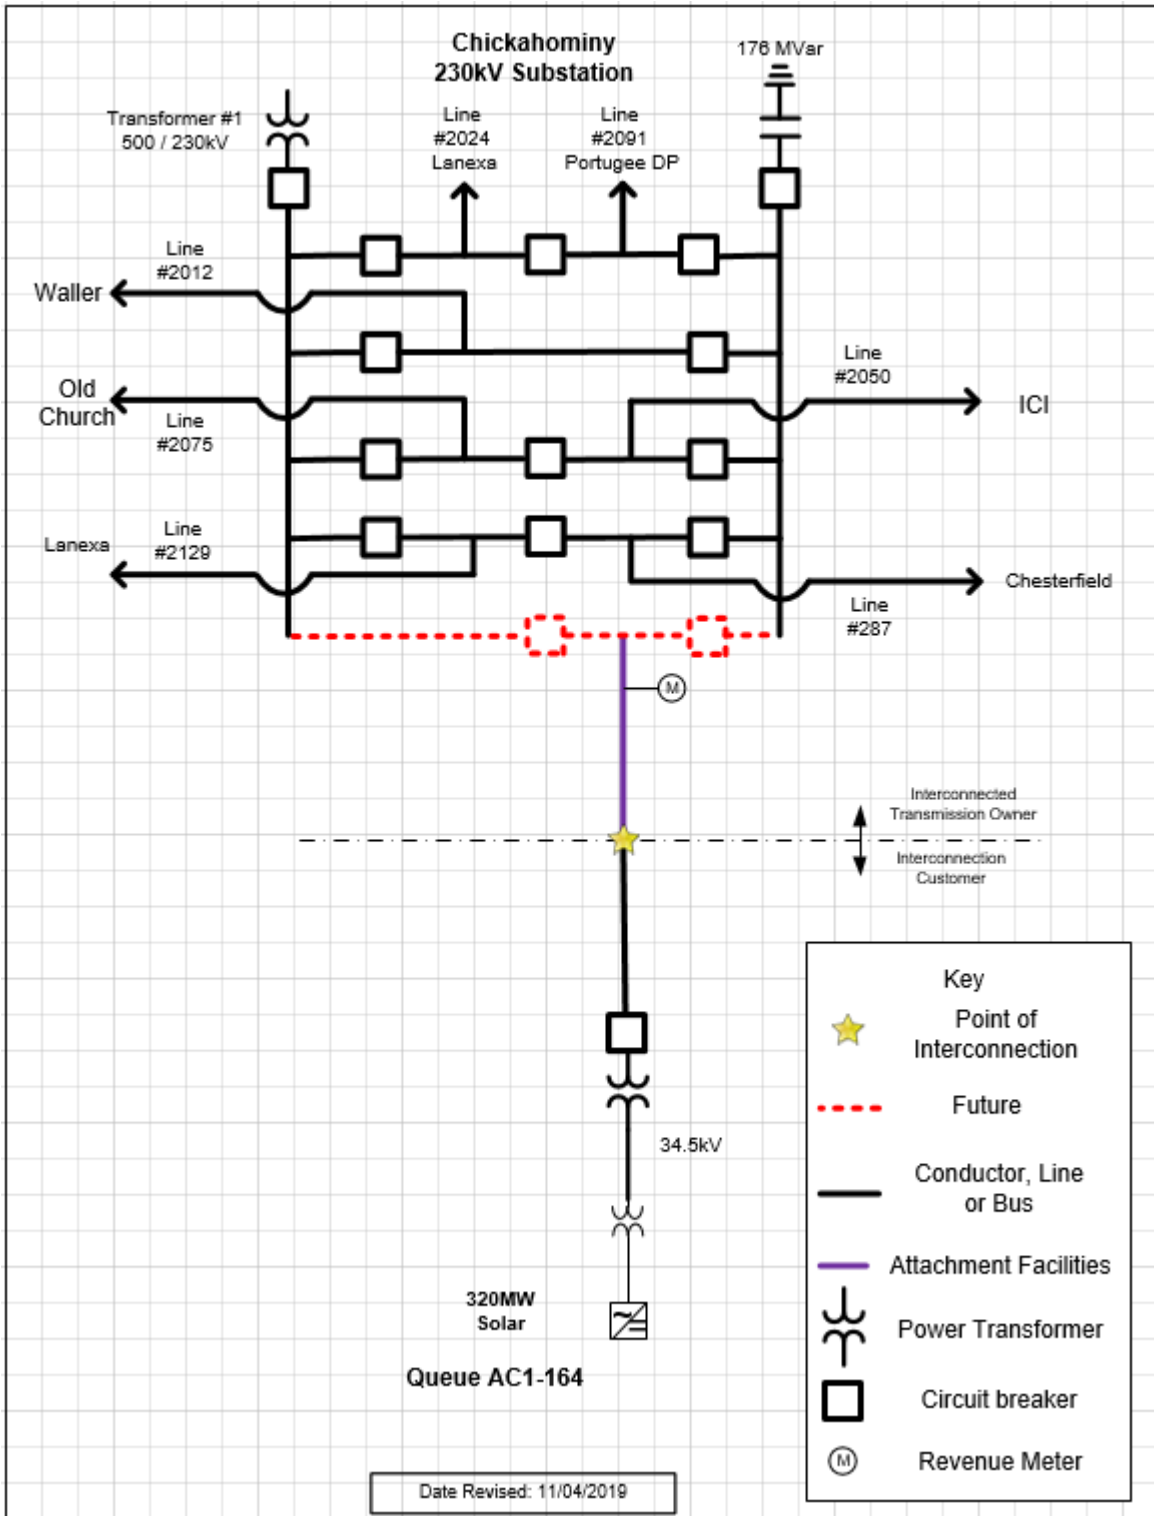 Chickahominy
230kV Substation
176 MVar
Transformer #1
500 / 230kV
Line
#2024
Lanexa
Line
#2091
Portugee DP
Line
#2012
Waller
Line
#2050
ICI
Old
Church
Line
#2075
Lanexa
Line
#2129
Chesterfield
Line
#287
M
Interconnected
Transmission Owner
Interconnection
Customer
34.5kV
320MW
Solar
Queue AC1-164
Date Revised: 11/04/2019
Key
Point of
Interconnection
Future
Conductor, Line
or Bus
Attachment Facilities
Power Transformer
Circuit breaker
M
Revenue Meter